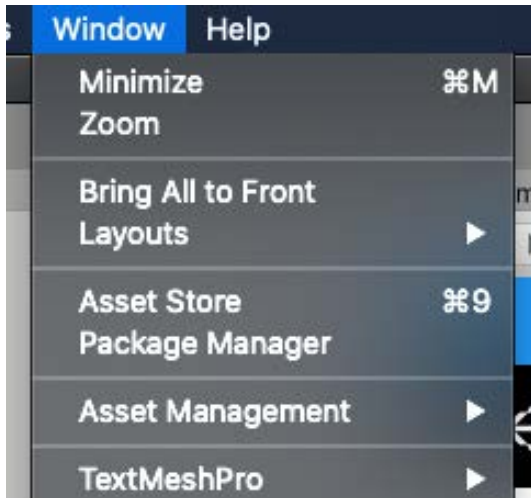 Window Help
Minimize ⌘M
Zoom
Bring All to Front
Layouts ▶
Asset Store ⌘9
Package Manager
Asset Management ▶
TextMeshPro ▶